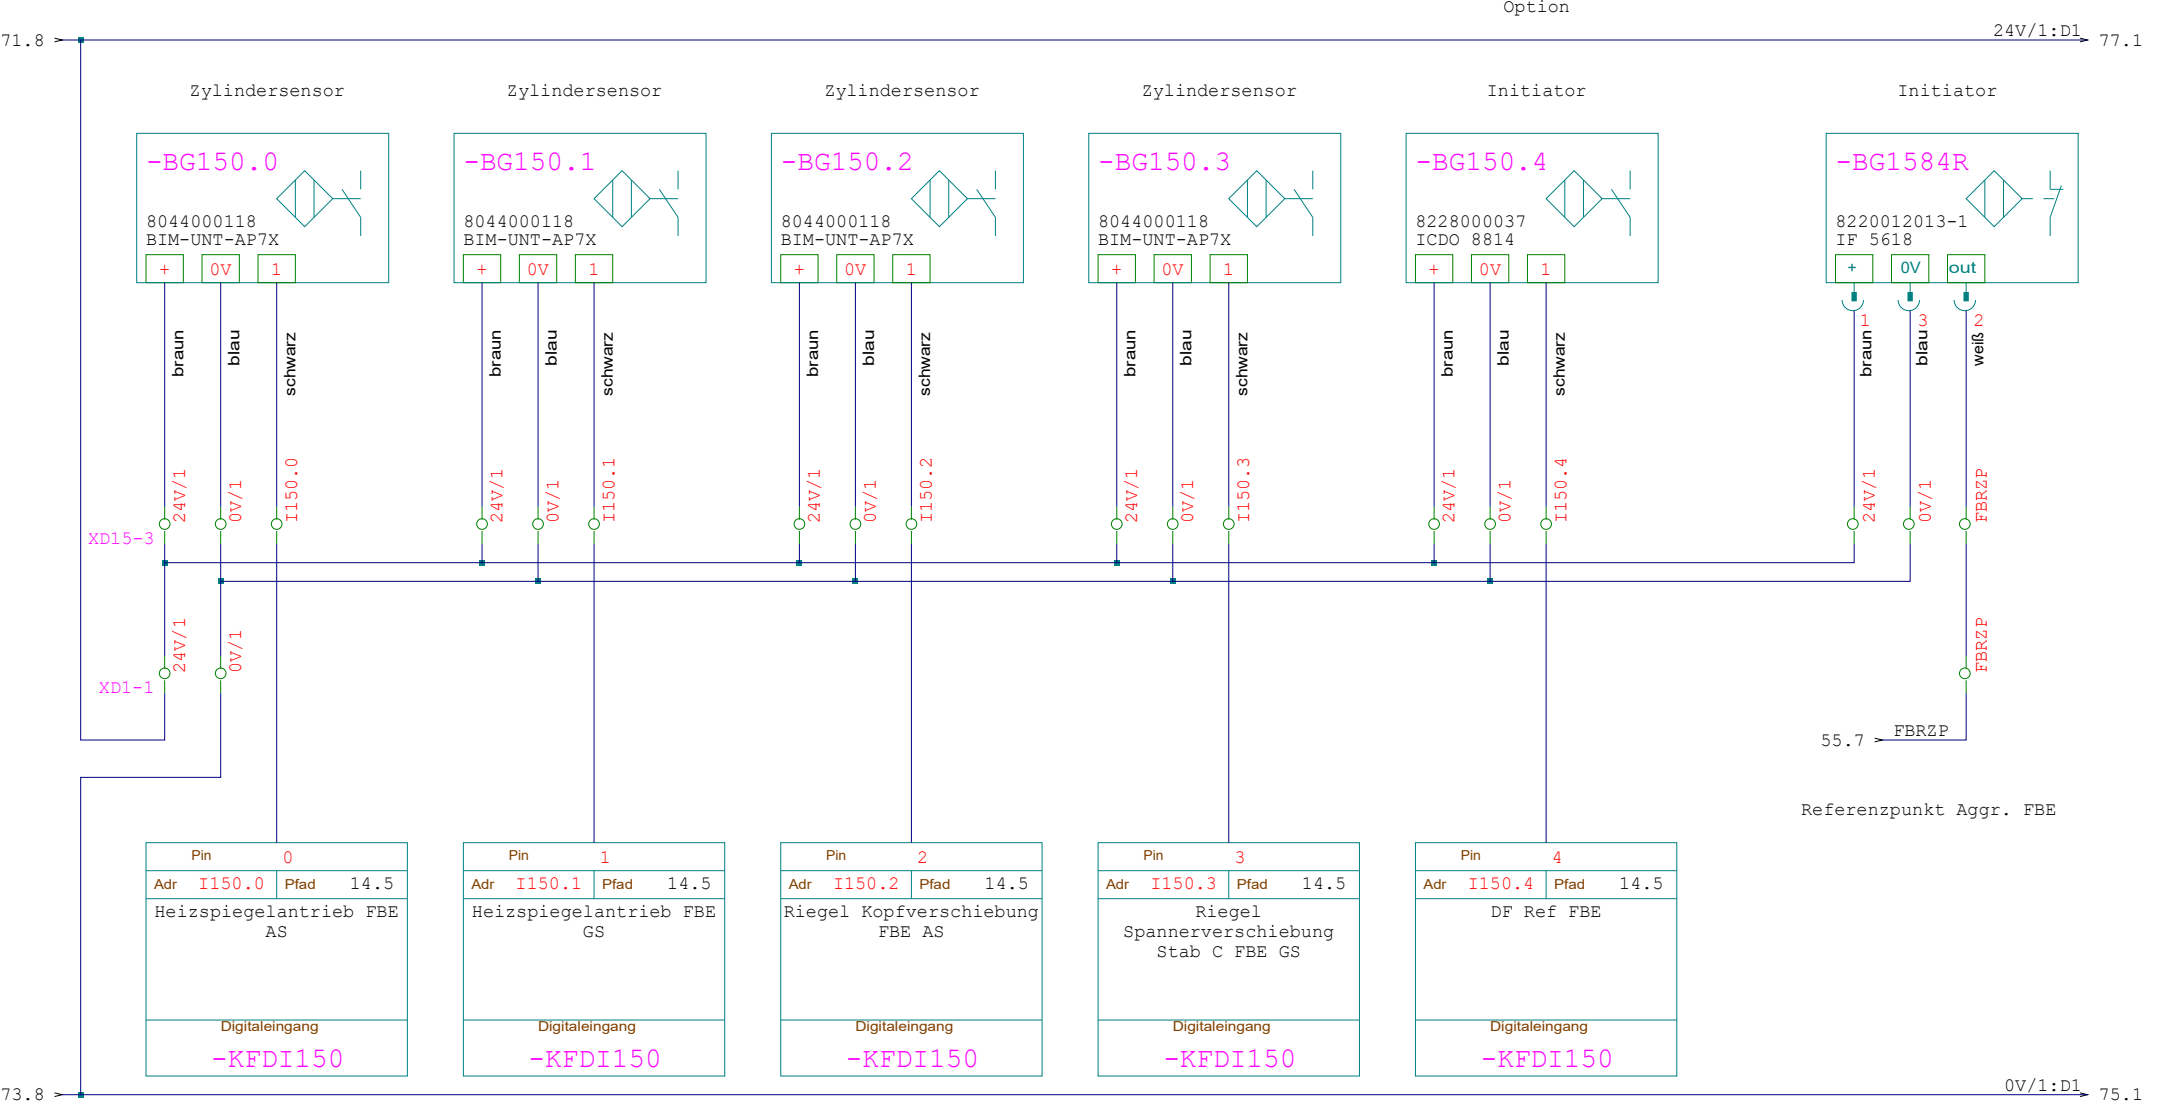 Option
71.8
24V/1:D1
77.1
Zylindersensor Zylindersensor Zylindersensor Zylindersensor Initiator Initiator
-BG150.0 -BG150.1 -BG150.2 -BG150.3 -BG150.4 -BG1584R
8044000118 8044000118 8044000118 8044000118 8228000037 8220012013-1
BIM-UNT-AP7X BIM-UNT-AP7X BIM-UNT-AP7X BIM-UNT-AP7X ICDO 8814 IF 5618
+ 0V 1 + 0V 1 + 0V 1 + 0V 1 + 0V 1 + 0V out
1 3 2
braun blau schwarz braun blau schwarz braun blau schwarz braun blau schwarz braun blau schwarz braun blau weiß
24V/1 0V/1 I150.0 24V/1 0V/1 I150.1 24V/1 0V/1 I150.2 24V/1 0V/1 I150.3 24V/1 0V/1 I150.4 24V/1 0V/1 FBRZP
XD15-3
24V/1 0V/1 FBRZP
XD1-1
55.7 FBRZP
Referenzpunkt Aggr. FBE
Pin 0 Pin 1 Pin 2 Pin 3 Pin 4
Adr I150.0 Pfad 14.5 Adr I150.1 Pfad 14.5 Adr I150.2 Pfad 14.5 Adr I150.3 Pfad 14.5 Adr I150.4 Pfad 14.5
Heizspiegelantrieb FBE Heizspiegelantrieb FBE Riegel Kopfverschiebung Riegel DF Ref FBE
AS GS FBE AS Spannerverschiebung
Stab C FBE GS
Digitaleingang Digitaleingang Digitaleingang Digitaleingang Digitaleingang
-KFDI150 -KFDI150 -KFDI150 -KFDI150 -KFDI150
73.8
0V/1:D1
75.1